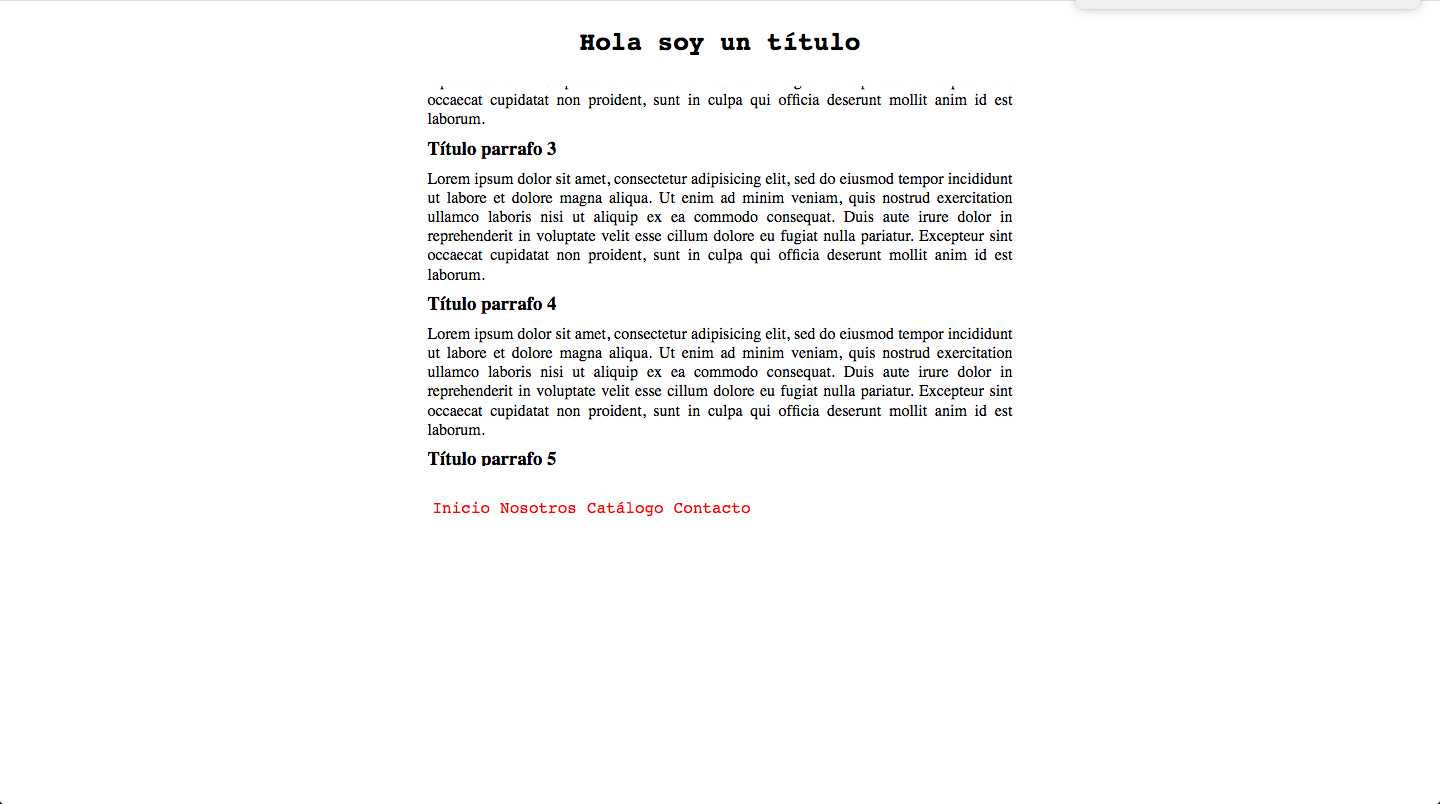 Hola soy un título
occaecat cupidatat non proident, sunt in culpa qui officia deserunt mollit anim id est
laborum.
Título parrafo 3
Lorem ipsum dolor sit amet, consectetur adipisicing elit, sed do eiusmod tempor incididunt
ut labore et dolore magna aliqua. Ut enim ad minim veniam, quis nostrud exercitation
ullamco laboris nisi ut aliquip ex ea commodo consequat. Duis aute irure dolor in
reprehenderit in voluptate velit esse cillum dolore eu fugiat nulla pariatur. Excepteur sint
occaecat cupidatat non proident, sunt in culpa qui officia deserunt mollit anim id est
laborum.
Título parrafo 4
Lorem ipsum dolor sit amet, consectetur adipisicing elit, sed do eiusmod tempor incididunt
ut labore et dolore magna aliqua. Ut enim ad minim veniam, quis nostrud exercitation
ullamco laboris nisi ut aliquip ex ea commodo consequat. Duis aute irure dolor in
reprehenderit in voluptate velit esse cillum dolore eu fugiat nulla pariatur. Excepteur sint
occaecat cupidatat non proident, sunt in culpa qui officia deserunt mollit anim id est
laborum.
Título parrafo 5
Inicio Nosotros Catálogo Contacto